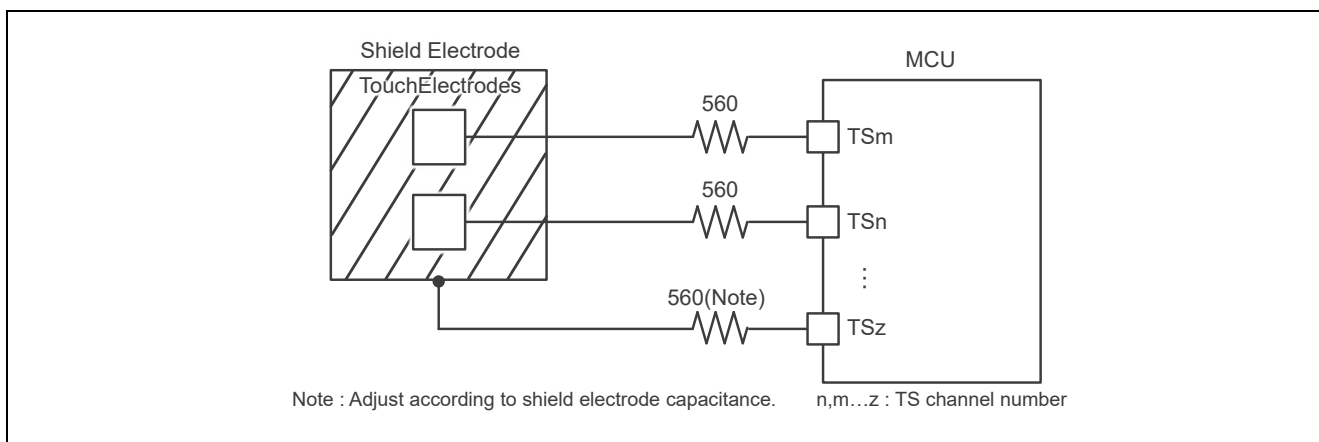 Shield Electrode
TouchElectrodes
MCU
560
TSm
560
TSn
⋮
560(Note)
TSz
Note : Adjust according to shield electrode capacitance.
n,m…z : TS channel number